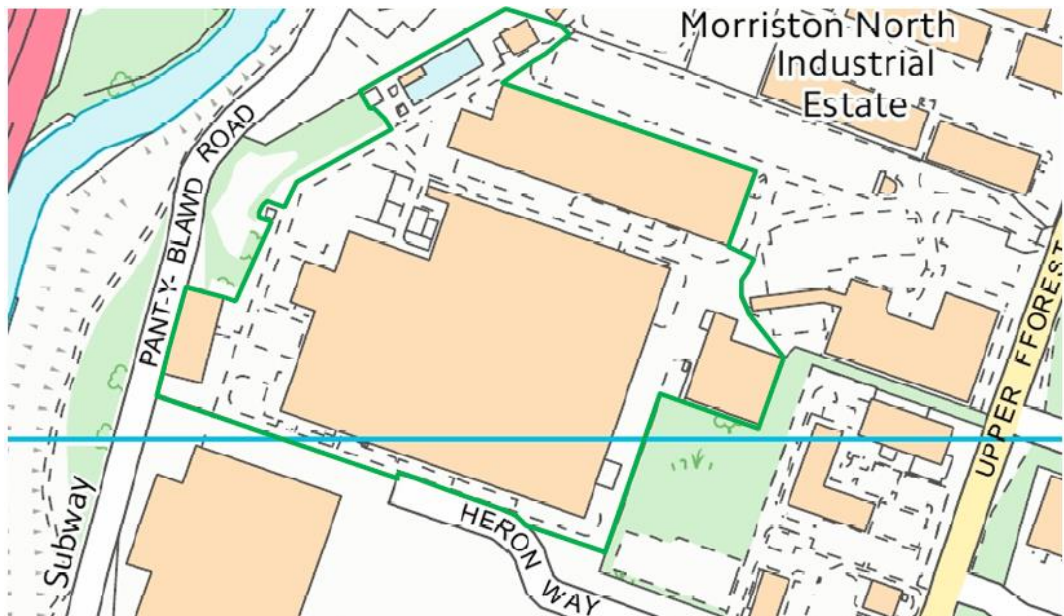 Morriston North
Industrial
Estate
PANT-Y-BLAWD ROAD
UPPER FFOREST
HERON WAY
Subway